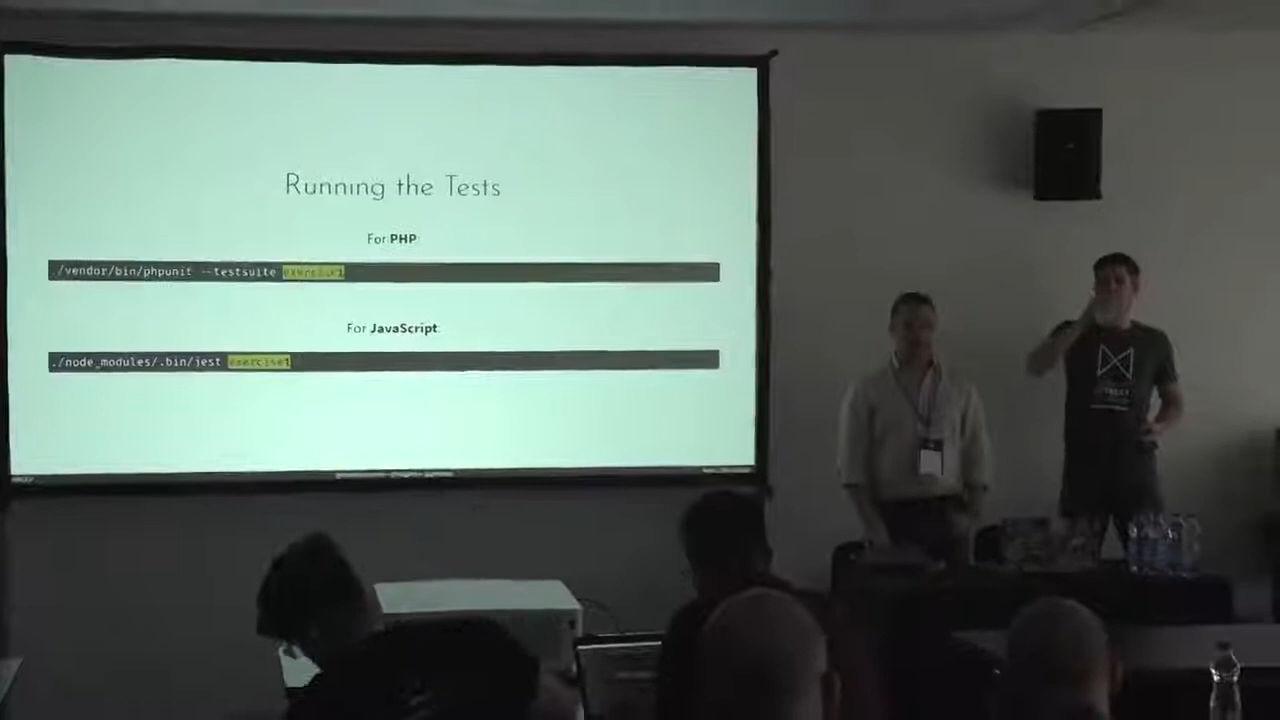 Running the Tests
For PHP:
./vendor/bin/phpunit --testsuite exercise1
For JavaScript:
./node_modules/.bin/jest exercise1